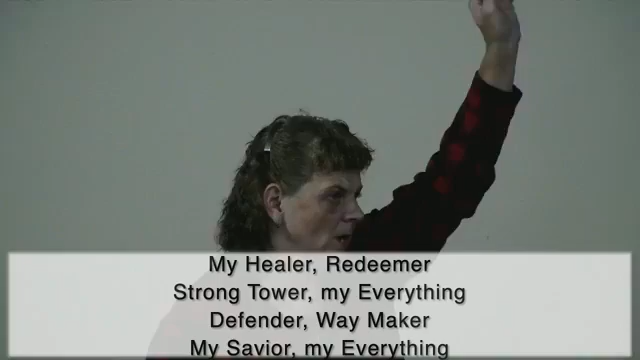 My Healer, Redeemer
Strong Tower, my Everything
Defender, Way Maker
My Savior, my Everything